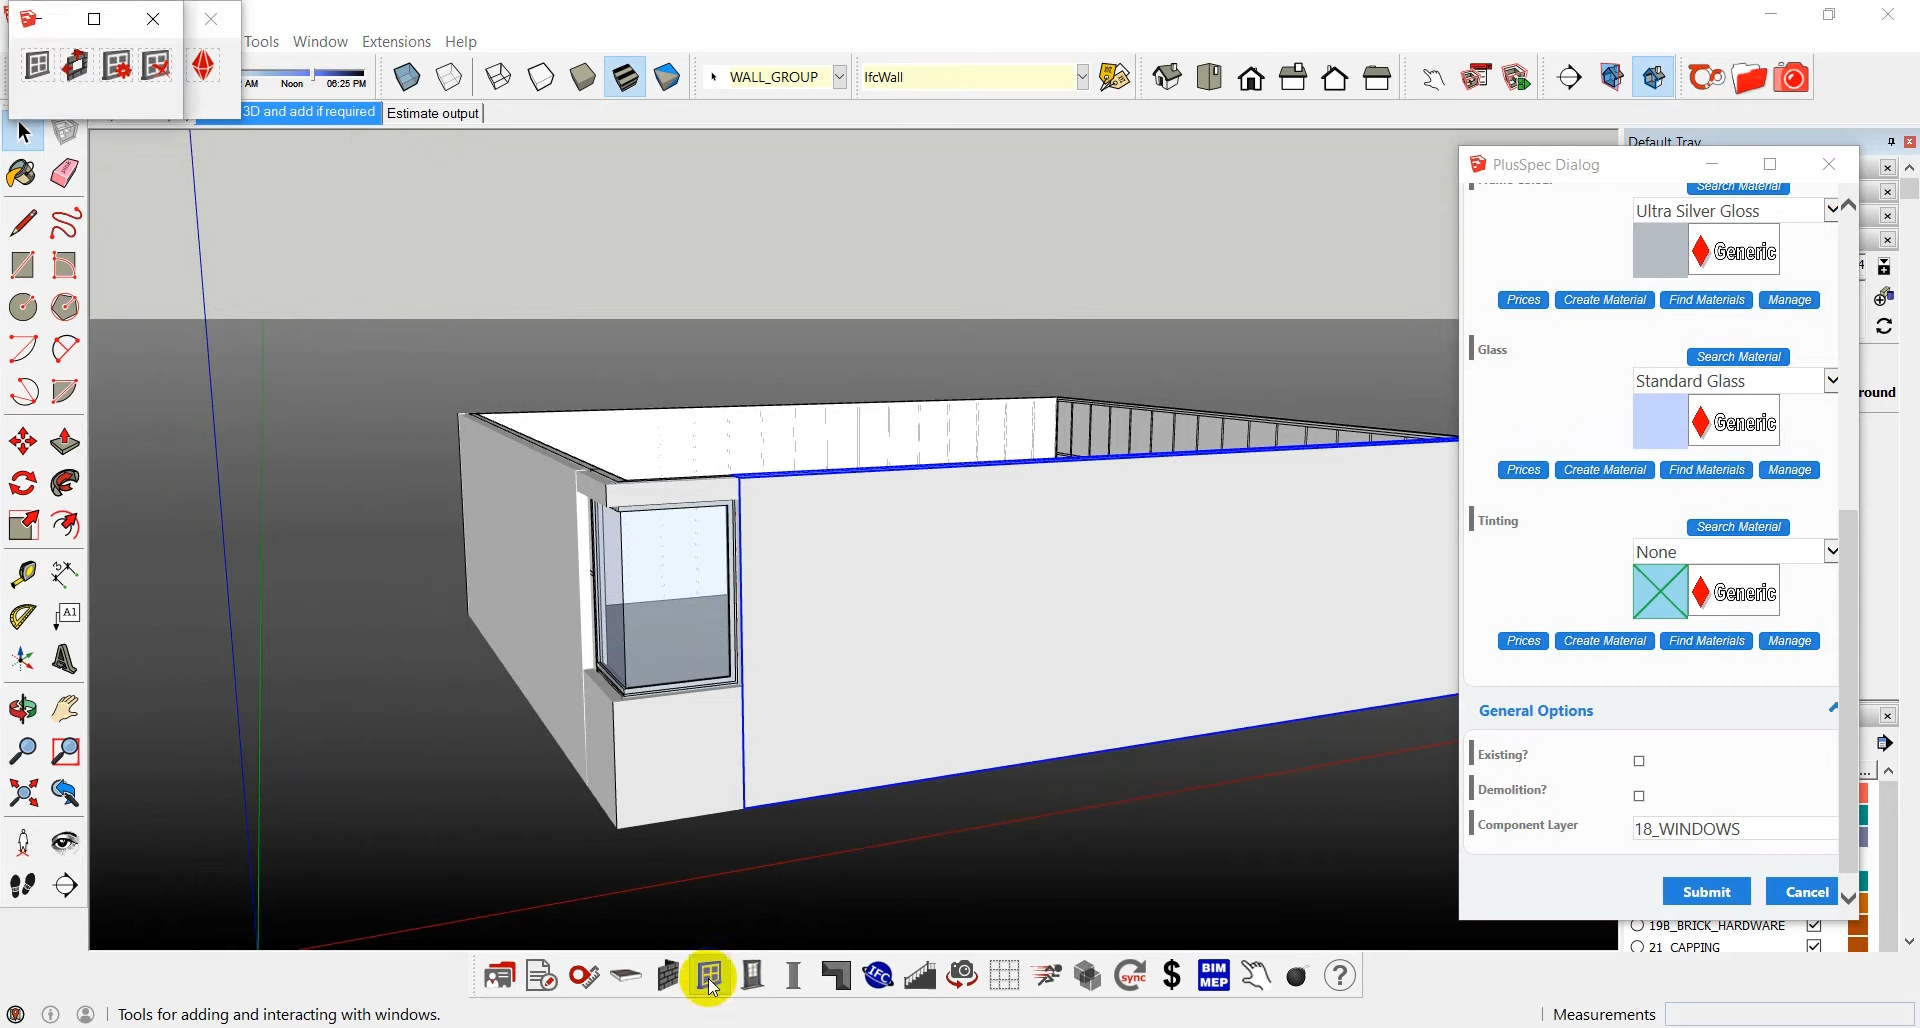 Tools Window Extensions Help
AM Noon 06:25 PM
WALL_GROUP
IfcWall
3D and add if required
Estimate output
Default Tray
PlusSpec Dialog
Search Material
Ultra Silver Gloss
Generic
Prices Create Material Find Materials Manage
Glass
Search Material
Standard Glass
Generic
Prices Create Material Find Materials Manage
Tinting
Search Material
None
Generic
Prices Create Material Find Materials Manage
General Options
Existing?
Demolition?
Component Layer 18_WINDOWS
Submit Cancel
19B_BRICK_HARDWARE
21_CAPPING
round
A1
IFC
sync
$
BIM
MEP
?
Tools for adding and interacting with windows.
Measurements